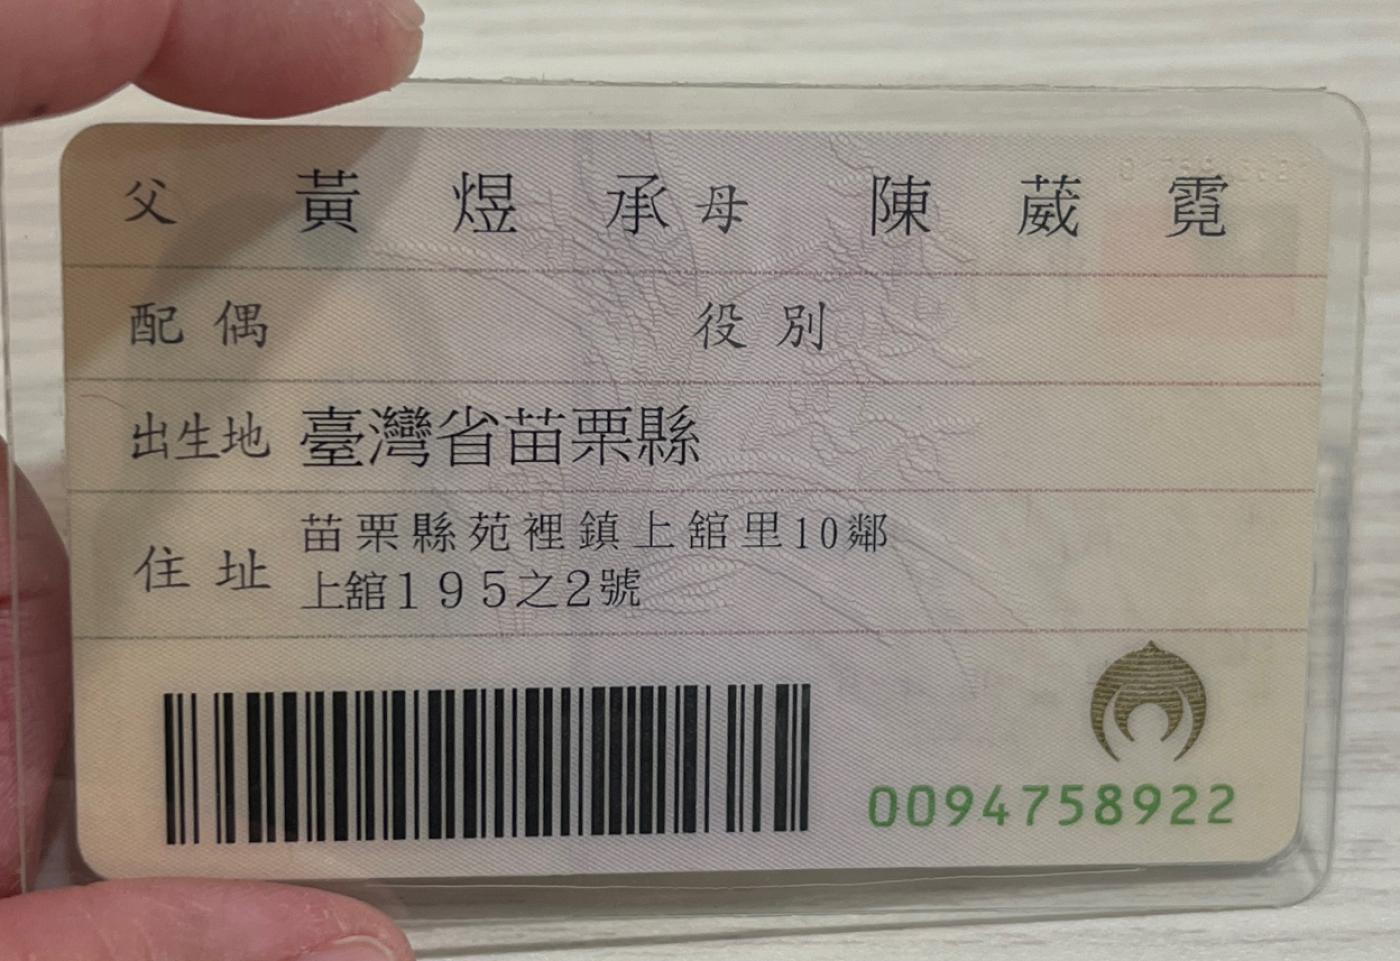 父 黃煜承 母 陳葳霓
配偶 役別
出生地 臺灣省苗栗縣
住址 苗栗縣苑裡鎮上舘里10鄰
上舘195之2號
0094758922